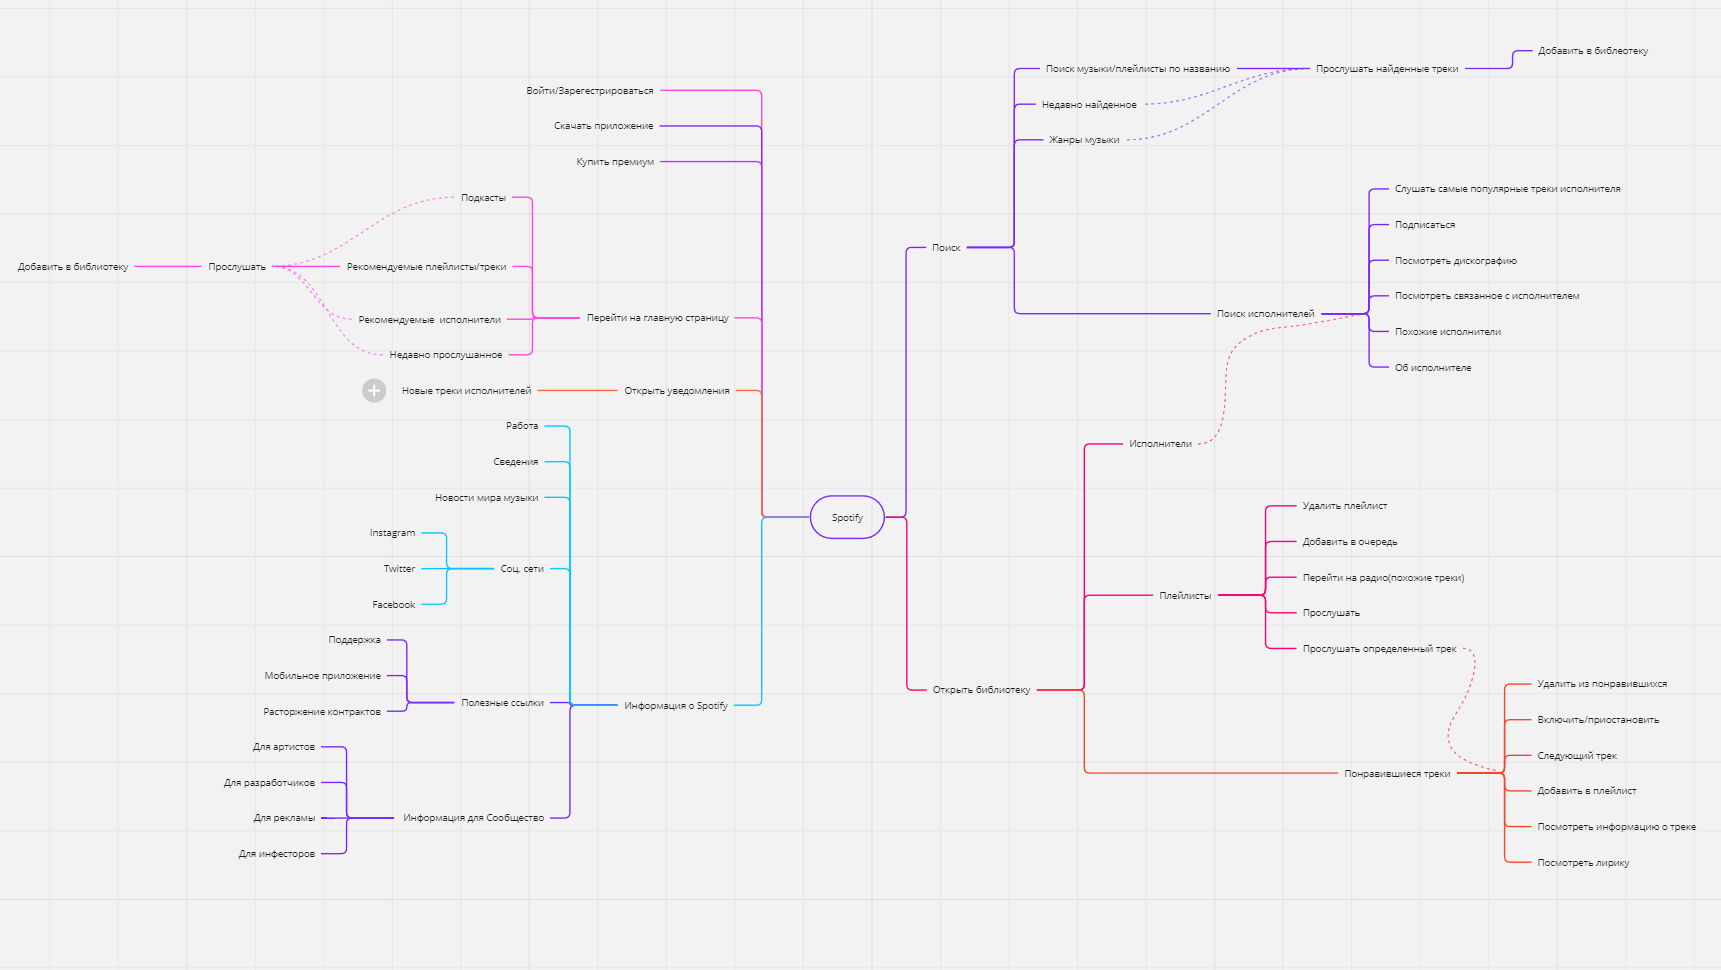 Добавить в библеотеку
Поиск музыки/плейлисты по названию
Прослушать найденные треки
Войти/Зарегестрироваться
Недавно найденное
Скачать приложение
Жанры музыки
Купить премиум
Слушать самые популярные треки исполнителя
Подкасты
Подписаться
Поиск
Посмотреть дискографию
Добавить в библиотеку
Прослушать
Рекомендуемые плейлисты/треки
Посмотреть связанное с исполнителем
Поиск исполнителей
Рекомендуемые исполнители
Перейти на главную страницу
Похожие исполнители
Недавно прослушанное
Об исполнителе
Новые треки исполнителей
Открыть уведомления
Работа
Исполнители
Сведения
Новости мира музыки
Удалить плейлист
Spotify
Instagram
Добавить в очередь
Twitter
Соц. сети
Перейти на радио(похожие треки)
Плейлисты
Facebook
Прослушать
Поддержка
Прослушать определенный трек
Мобильное приложение
Удалить из понравившихся
Открыть библиотеку
Полезные ссылки
Информация о Spotify
Расторжение контрактов
Включить/приостановить
Для артистов
Следующий трек
Понравившиеся треки
Для разработчиков
Добавить в плейлист
Для рекламы
Информация для Сообщество
Посмотреть информацию о треке
Для инфесторов
Посмотреть лирику